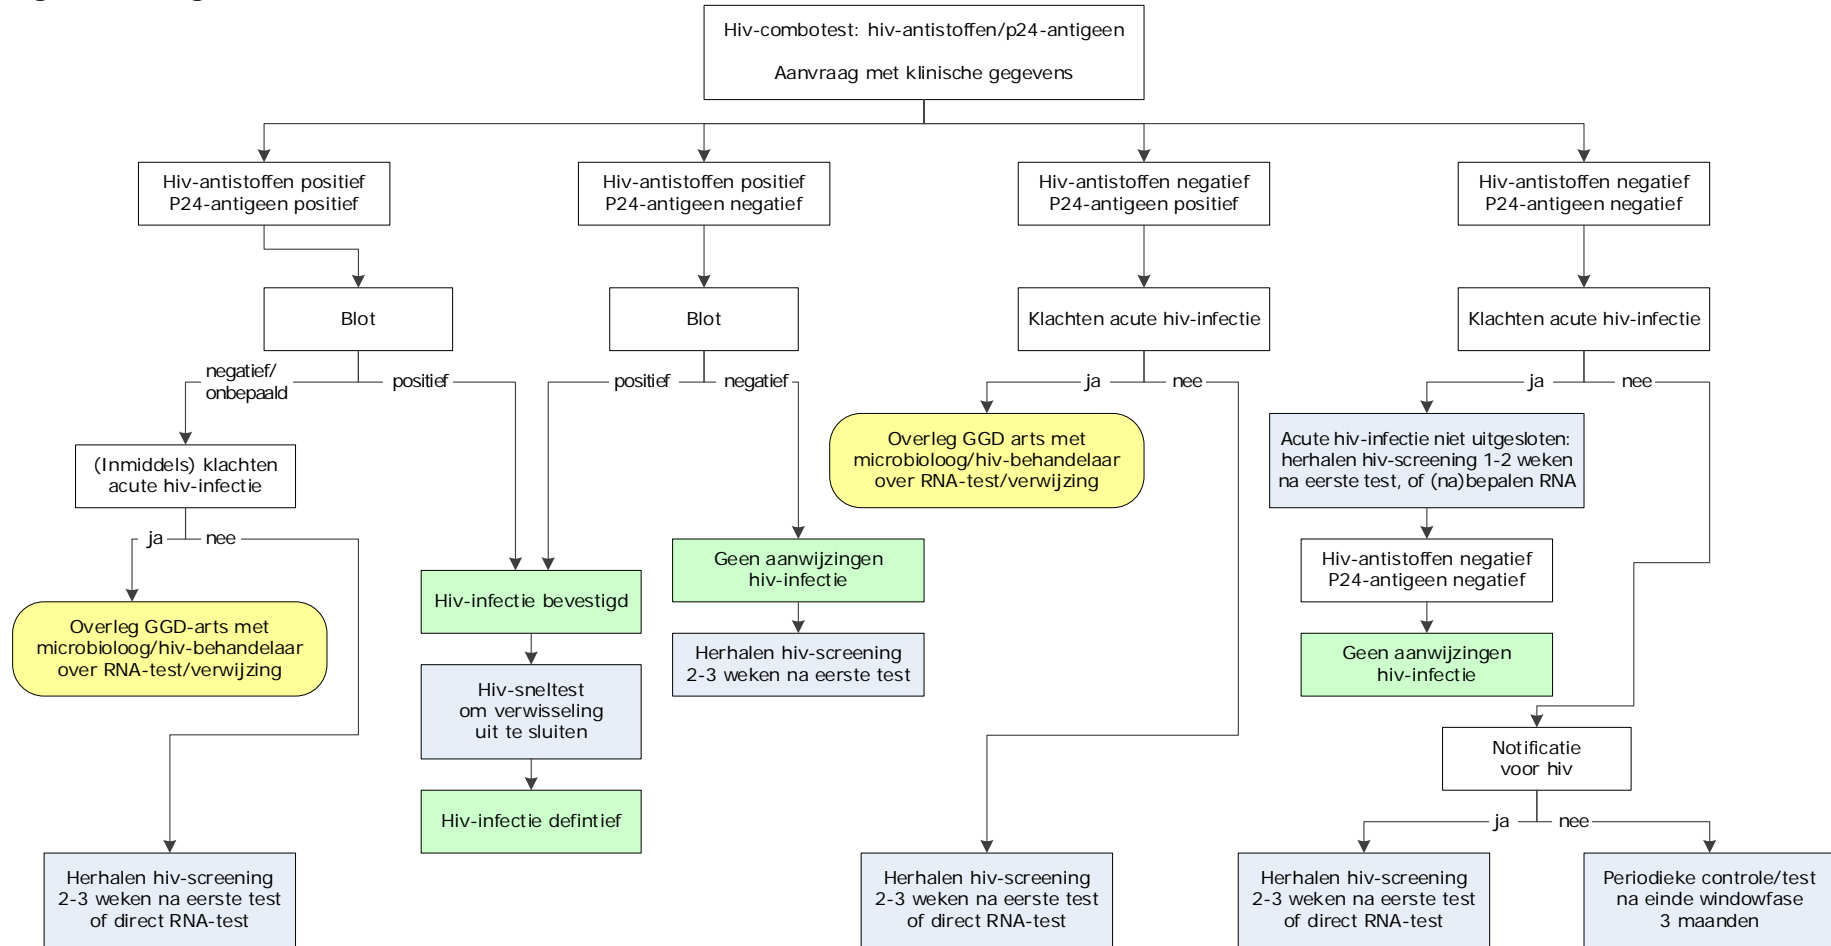 Hiv-combotest: hiv-antistoffen/p24-antigeen
Aanvraag met klinische gegevens
Hiv-antistoffen positief
P24-antigeen positief
Hiv-antistoffen positief
P24-antigeen negatief
Hiv-antistoffen negatief
P24-antigeen positief
Hiv-antistoffen negatief
P24-antigeen negatief
Blot
Blot
Klachten acute hiv-infectie
Klachten acute hiv-infectie
negatief/
onbepaald
positief
positief
negatief
ja
nee
ja
nee
(Inmiddels) klachten
acute hiv-infectie
Overleg GGD arts met
microbioloog/hiv-behandelaar
over RNA-test/verwijzing
Acute hiv-infectie niet uitgesloten:
herhalen hiv-screening 1-2 weken
na eerste test, of (na)bepalen RNA
ja
nee
Geen aanwijzingen
hiv-infectie
Hiv-antistoffen negatief
P24-antigeen negatief
Hiv-infectie bevestigd
Overleg GGD-arts met
microbioloog/hiv-behandelaar
over RNA-test/verwijzing
Herhalen hiv-screening
2-3 weken na eerste test
Geen aanwijzingen
hiv-infectie
Hiv-sneltest
om verwisseling
uit te sluiten
Notificatie
voor hiv
Hiv-infectie defintief
ja
nee
Herhalen hiv-screening
2-3 weken na eerste test
of direct RNA-test
Herhalen hiv-screening
2-3 weken na eerste test
of direct RNA-test
Herhalen hiv-screening
2-3 weken na eerste test
of direct RNA-test
Periodieke controle/test
na einde windowfase
3 maanden